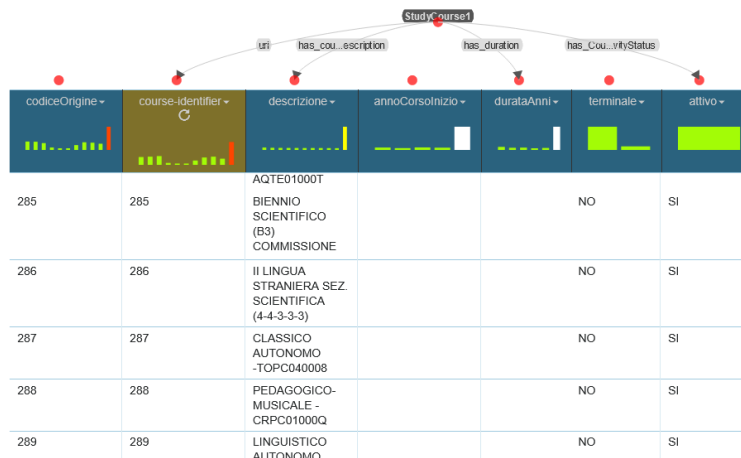 StudyCourse1
uri has_cou...escription has_duration has_Cou...vityStatus
codiceOrigine course-identifier descrizione annoCorsoInizio durataAnni terminale attivo
AQTE01000T
285 285 BIENNIO NO SI
SCIENTIFICO
(B3)
COMMISSIONE
286 286 II LINGUA NO SI
STRANIERA SEZ.
SCIENTIFICA
(4-4-3-3-3)
287 287 CLASSICO NO SI
AUTONOMO
-TOPC040008
288 288 PEDAGOGICO- NO SI
MUSICALE -
CRPC01000Q
289 289 LINGUISTICO NO SI
AUTONOMO